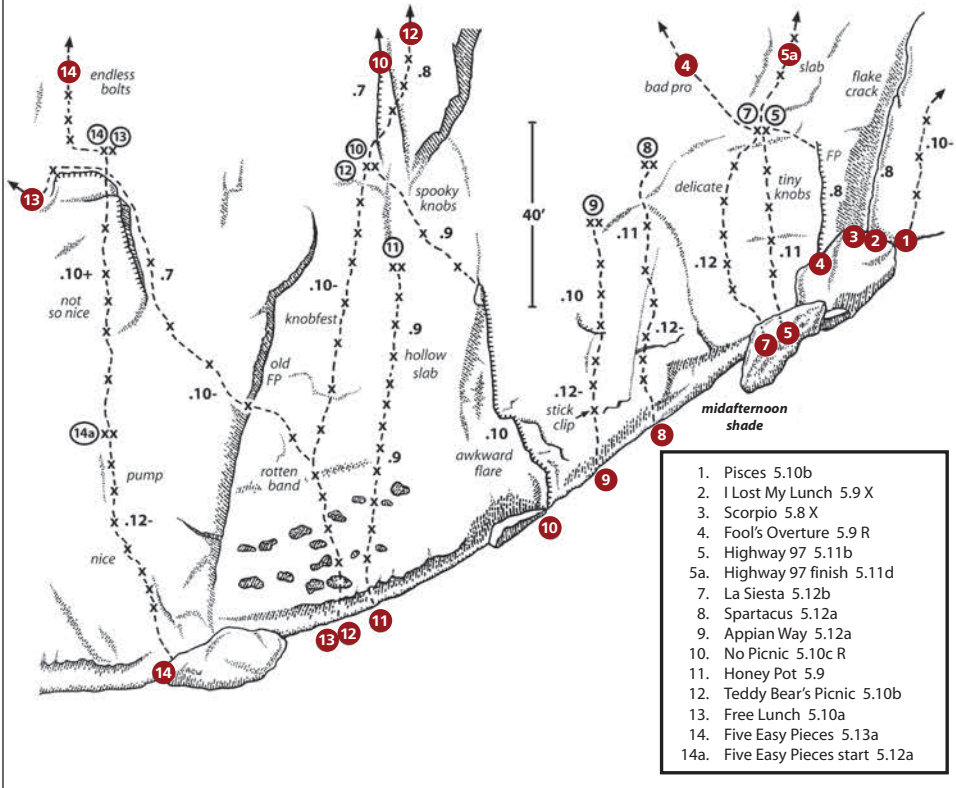 12
14
endless
bolts
10
.7
.8
5a
4
bad pro
slab
flake
crack
14 13
7 5
.10-
10
12
8
FP
13
spooky
knobs
40'
9
delicate
tiny
knobs
.8
.8
.9
11
.11
3 2 1
.10+
.7
.12
.11
4
not
so nice
.10-
knobfest
.9
.10
.12-
7 5
hollow
slab
old
FP
.10-
.12-
stick
clip
midafternoon
shade
14a
.10
awkward
flare
8
pump
rotten
band
.9
9
.12-
10
nice
11
13 12
14
1. Pisces 5.10b
2. I Lost My Lunch 5.9 X
3. Scorpio 5.8 X
4. Fool's Overture 5.9 R
5. Highway 97 5.11b
5a. Highway 97 finish 5.11d
7. La Siesta 5.12b
8. Spartacus 5.12a
9. Appian Way 5.12a
10. No Picnic 5.10c R
11. Honey Pot 5.9
12. Teddy Bear's Picnic 5.10b
13. Free Lunch 5.10a
14. Five Easy Pieces 5.13a
14a. Five Easy Pieces start 5.12a